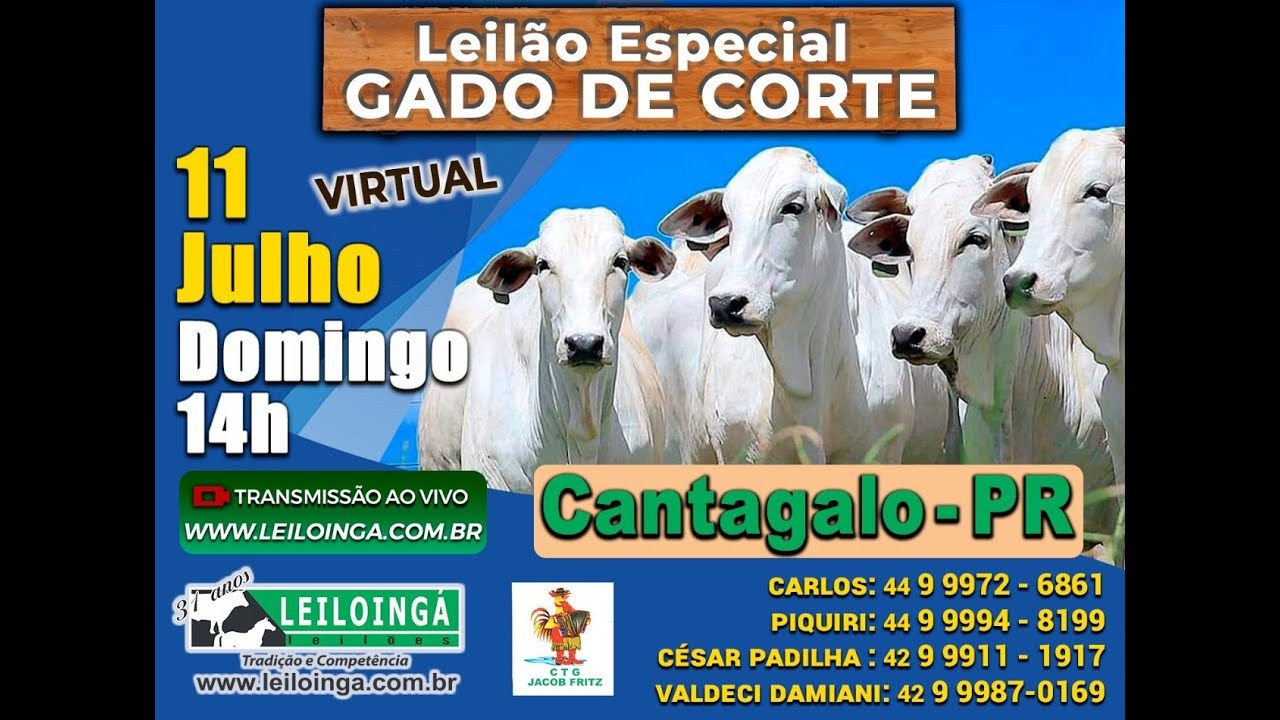 Leilão Especial
GADO DE CORTE
11
Julho
Domingo
14h
VIRTUAL
TRANSMISSÃO AO VIVO
WWW.LEILOINGA.COM.BR
Cantagalo - PR
31 anos
LEILOINGÁ
leilões
Tradição e Competência
www.leiloinga.com.br
CTG
JACOB FRITZ
CARLOS: 44 9 9972 - 6861
PIQUIRI: 44 9 9994 - 8199
CÉSAR PADILHA : 42 9 9911 - 1917
VALDECI DAMIANI: 42 9 9987-0169